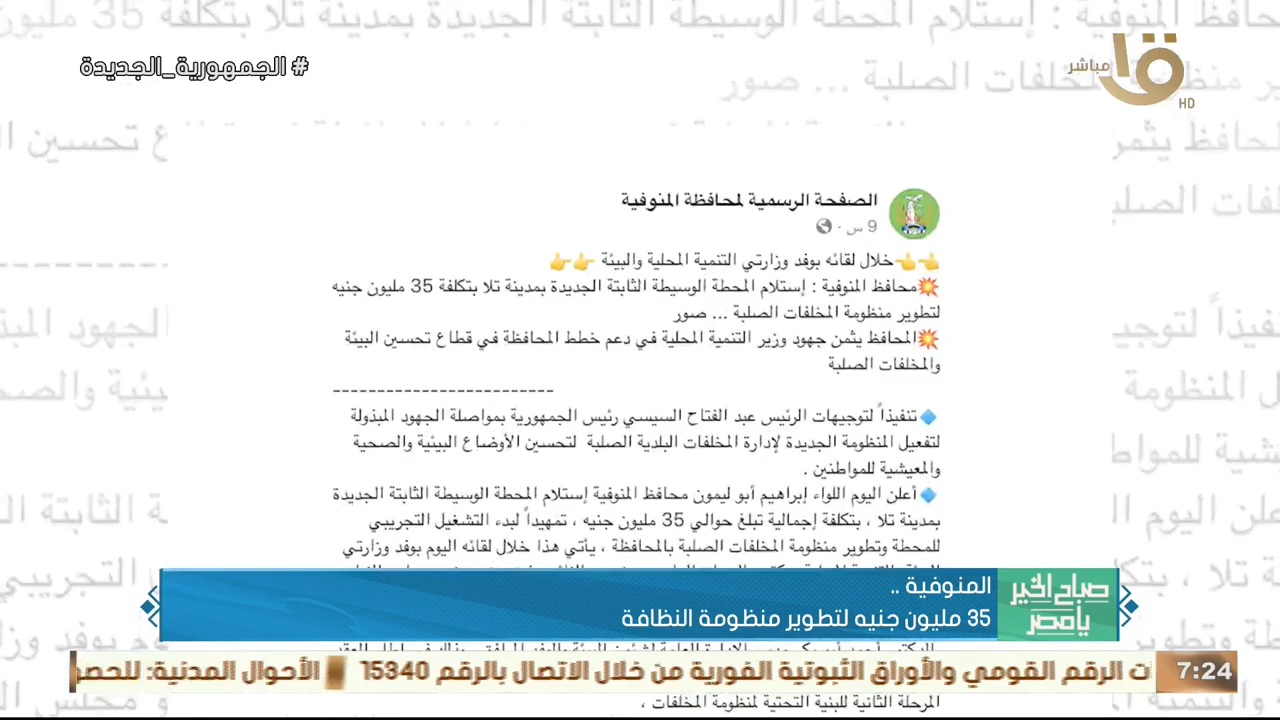 # الجمهورية_الجديدة
مباشر
HD
الصفحة الرسمية لمحافظة المنوفية
9 س ·
خلال لقائه بوفد وزارتي التنمية المحلية والبيئة
محافظ المنوفية : إستلام المحطة الوسيطة الثابتة الجديدة بمدينة تلا بتكلفة 35 مليون جنيه
لتطوير منظومة المخلفات الصلبة ... صور
المحافظ يثمن جهود وزير التنمية المحلية في دعم خطط المحافظة في قطاع تحسين البيئة
والمخلفات الصلبة
-------------------------
تنفيذاً لتوجيهات الرئيس عبد الفتاح السيسي رئيس الجمهورية بمواصلة الجهود المبذولة
لتفعيل المنظومة الجديدة لإدارة المخلفات البلدية الصلبة لتحسين الأوضاع البيئية والصحية
والمعيشية للمواطنين .
أعلن اليوم اللواء إبراهيم أبو ليمون محافظ المنوفية إستلام المحطة الوسيطة الثابتة الجديدة
بمدينة تلا ، بتكلفة إجمالية تبلغ حوالي 35 مليون جنيه ، تمهيداً لبدء التشغيل التجريبي
للمحطة وتطوير منظومة المخلفات الصلبة بالمحافظة ، يأتي هذا خلال لقائه اليوم بوفد وزارتي
صباح الخير
يا مصر
المنوفية ..
35 مليون جنيه لتطوير منظومة النظافة
7:24
ت الرقم القومي والأوراق الثبوتية الفورية من خلال الاتصال بالرقم 15340
الأحوال المدنية: للحصو
المرحلة الثانية للبنية التحتية لمنظومة المخلفات ،